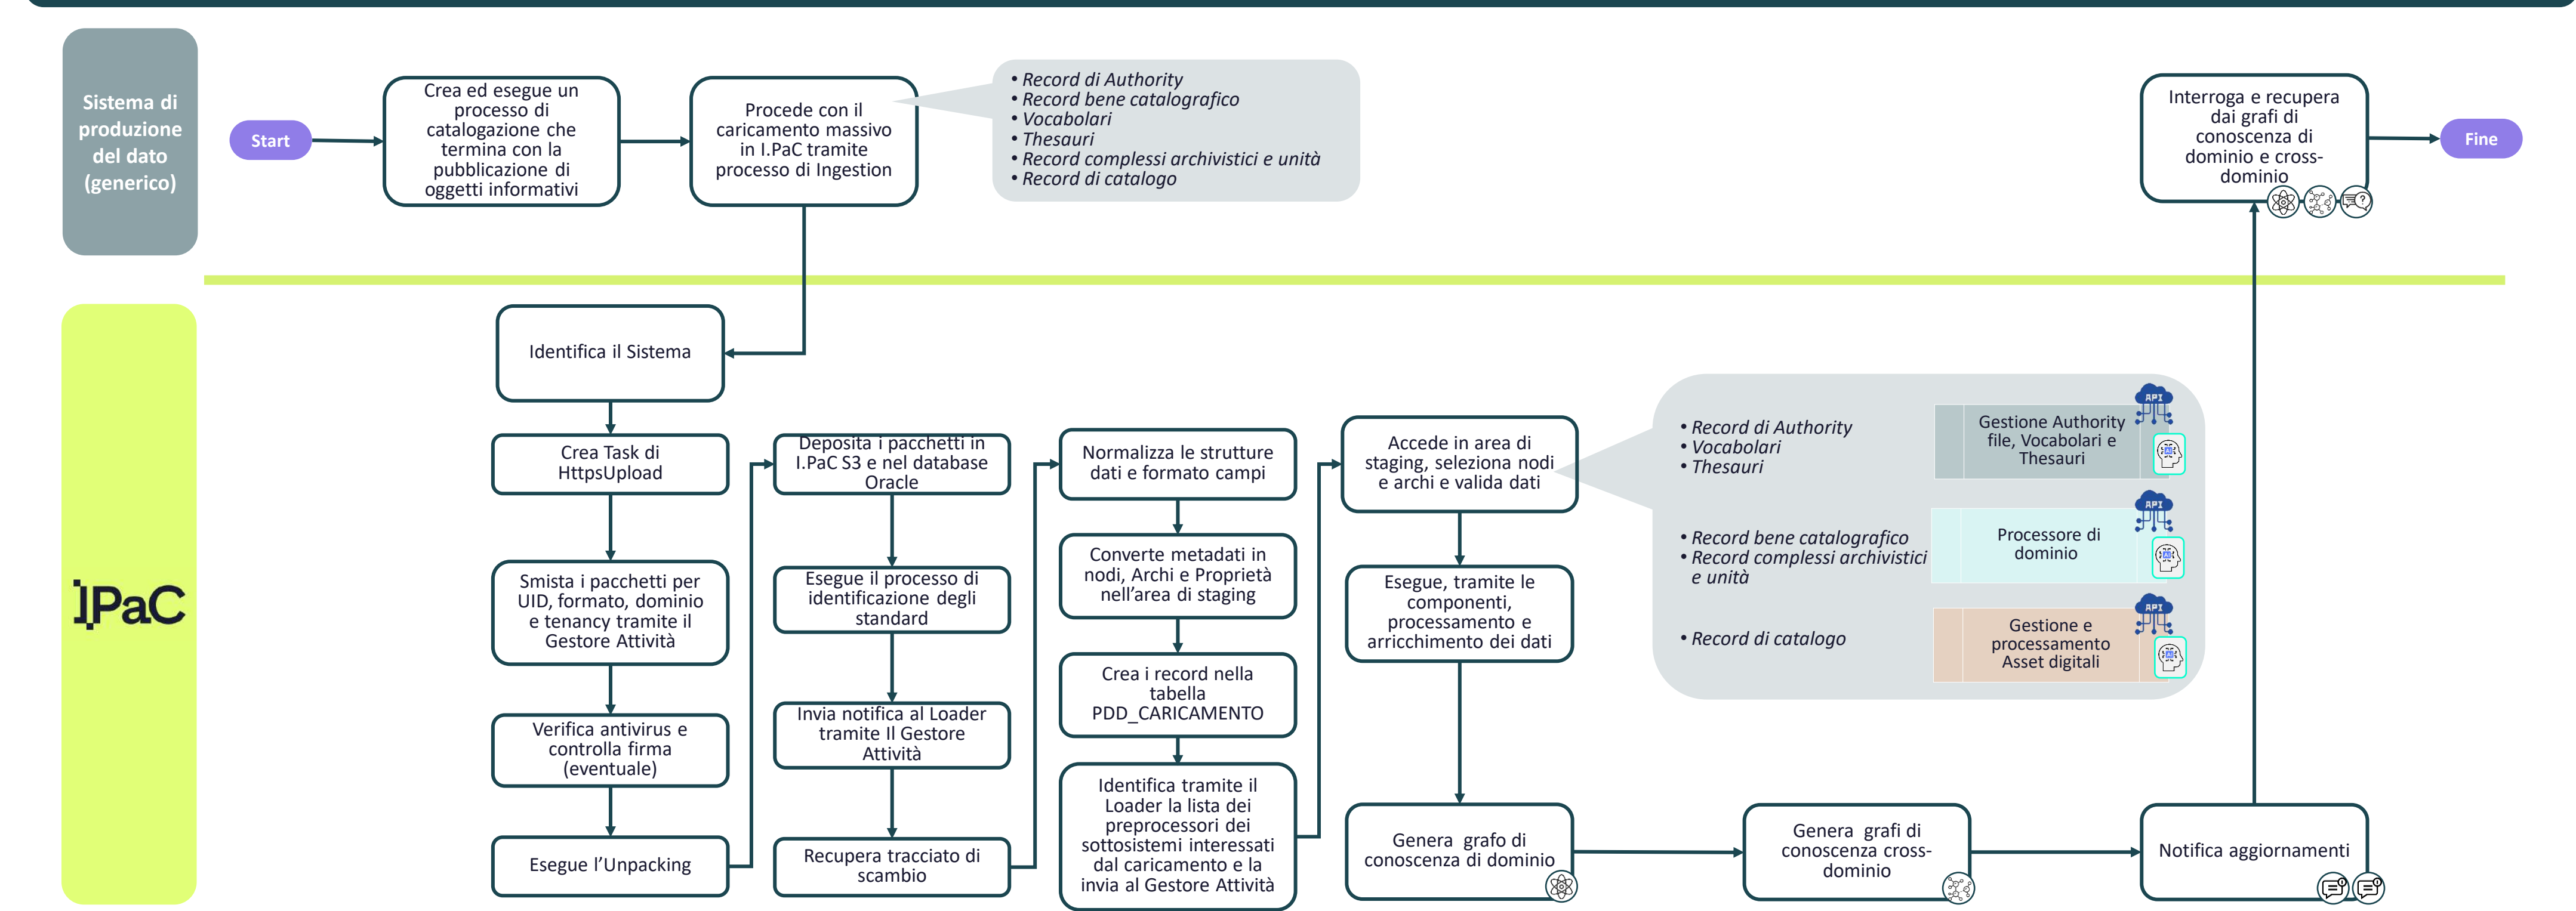 Sistema di
produzione
del dato
(generico)
Start
Crea ed esegue un
processo di
catalogazione che
termina con la
pubblicazione di
oggetti informativi
Procede con il
caricamento massivo
in I.PaC tramite
processo di Ingestion
• Record di Authority
• Record bene catalografico
• Vocabolari
• Thesauri
• Record complessi archivistici e unità
• Record di catalogo
Interroga e recupera
dai grafi di
conoscenza di
dominio e cross-
dominio
Fine
I.PaC
Identifica il Sistema
Crea Task di
HttpsUpload
Smista i pacchetti per
UID, formato, dominio
e tenancy tramite il
Gestore Attività
Verifica antivirus e
controlla firma
(eventuale)
Esegue l’Unpacking
Deposita i pacchetti in
I.PaC S3 e nel database
Oracle
Esegue il processo di
identificazione degli
standard
Invia notifica al Loader
tramite Il Gestore
Attività
Recupera tracciato di
scambio
Normalizza le strutture
dati e formato campi
Converte metadati in
nodi, Archi e Proprietà
nell’area di staging
Crea i record nella
tabella
PDD_CARICAMENTO
Identifica tramite il
Loader la lista dei
preprocessori dei
sottosistemi interessati
dal caricamento e la
invia al Gestore Attività
Accede in area di
staging, seleziona nodi
e archi e valida dati
Esegue, tramite le
componenti,
processamento e
arricchimento dei dati
Genera grafo di
conoscenza di dominio
• Record di Authority
• Vocabolari
• Thesauri
API
Gestione Authority
file, Vocabolari e
Thesauri
AI
• Record bene catalografico
• Record complessi archivistici
e unità
API
Processore di
dominio
AI
• Record di catalogo
API
Gestione e
processamento
Asset digitali
AI
Genera grafi di
conoscenza cross-
dominio
Notifica aggiornamenti